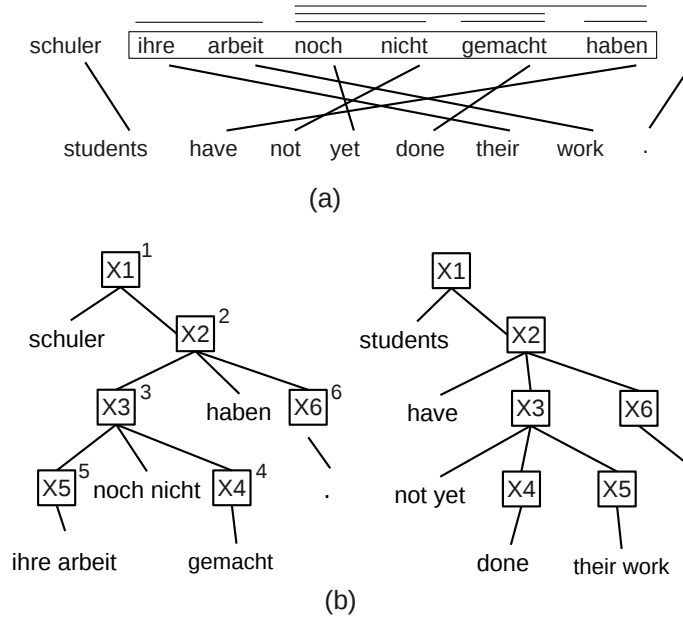 schuler ihre arbeit noch nicht gemacht haben
students have not yet done their work .
(a)
X1 1 X1
schuler X2 2 students X2
X3 3 haben X6 6 have X3 X6
X5 5 noch nicht X4 4 . not yet X4 X5
ihre arbeit gemacht done their work
(b)